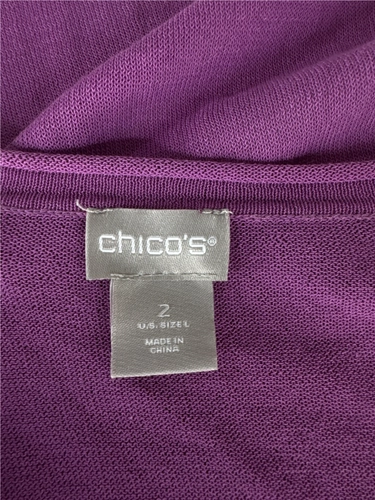 chico's®
2
U.S. SIZE L
MADE IN
CHINA